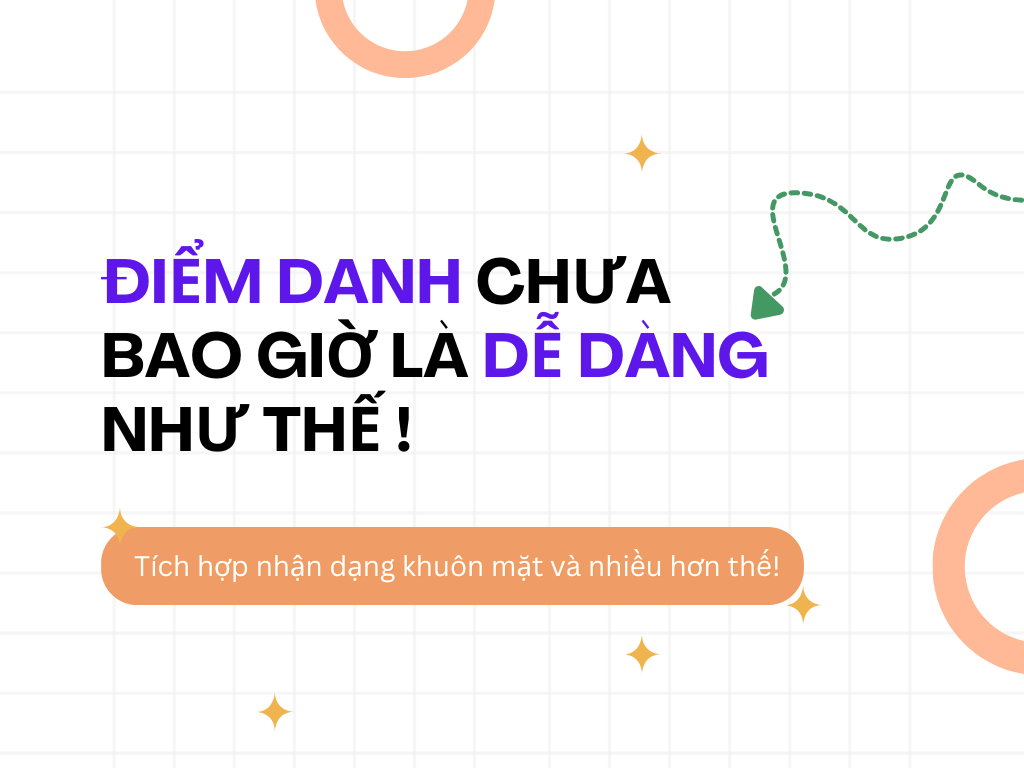 ĐIỂM DANH CHƯA
BAO GIỜ LÀ DỄ DÀNG
NHƯ THẾ !
Tích hợp nhận dạng khuôn mặt và nhiều hơn thế!